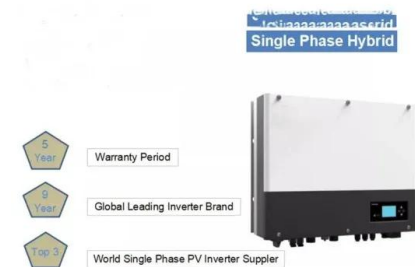 Single Phase Hybrid
5
Year
Warranty Period
9
Year
Global Leading Inverter Brand
Top 3
World Single Phase PV Inverter Suppler